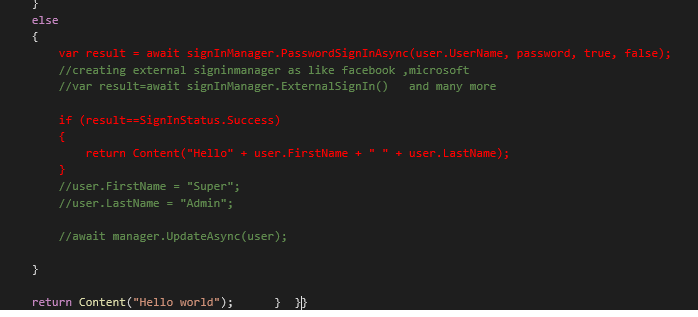 }
else
{
var result = await signInManager.PasswordSignInAsync(user.UserName, password, true, false);
//creating external signinmanager as like facebook ,microsoft
//var result=await signInManager.ExternalSignIn()   and many more
if (result==SignInStatus.Success)
{
return Content("Hello" + user.FirstName + " " + user.LastName);
}
//user.FirstName = "Super";
//user.LastName = "Admin";
//await manager.UpdateAsync(user);
}
return Content("Hello world");      }  }}